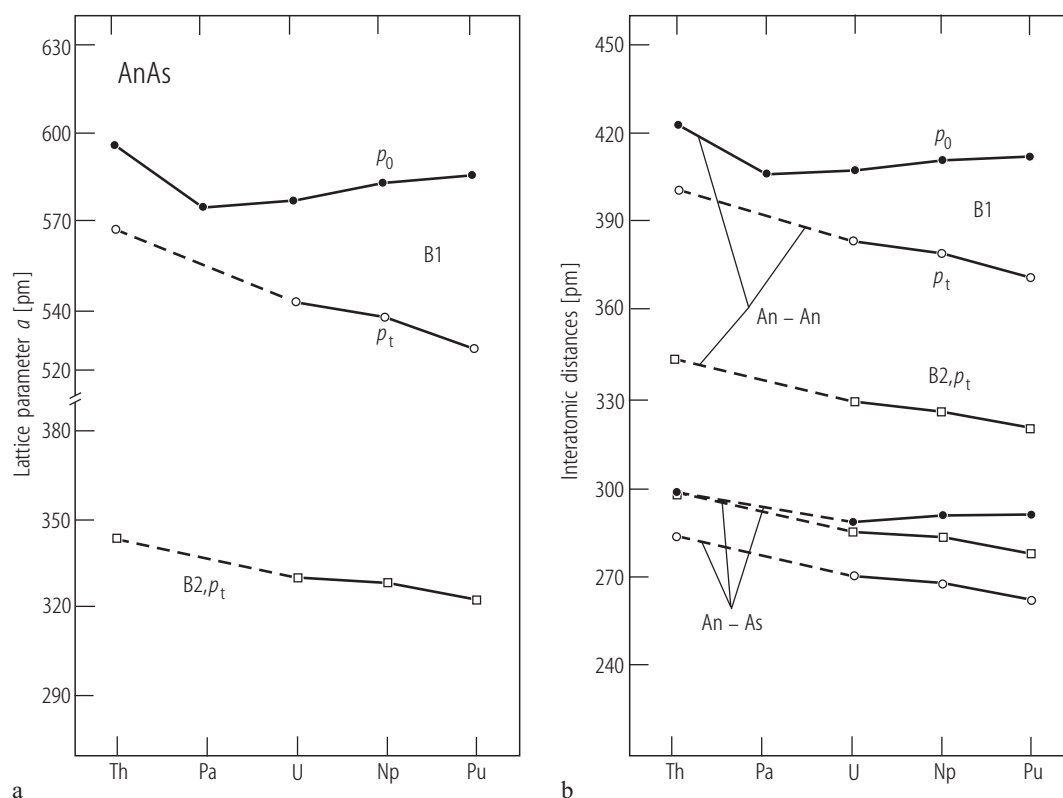 AnAs
630
600
570
540
520
380
350
320
290
Lattice parameter a [pm]
p0
B1
pt
B2,pt
Th Pa U Np Pu
a
450
420
390
360
330
300
270
240
Interatomic distances [pm]
p0
B1
pt
An – An
B2,pt
An – As
Th Pa U Np Pu
b